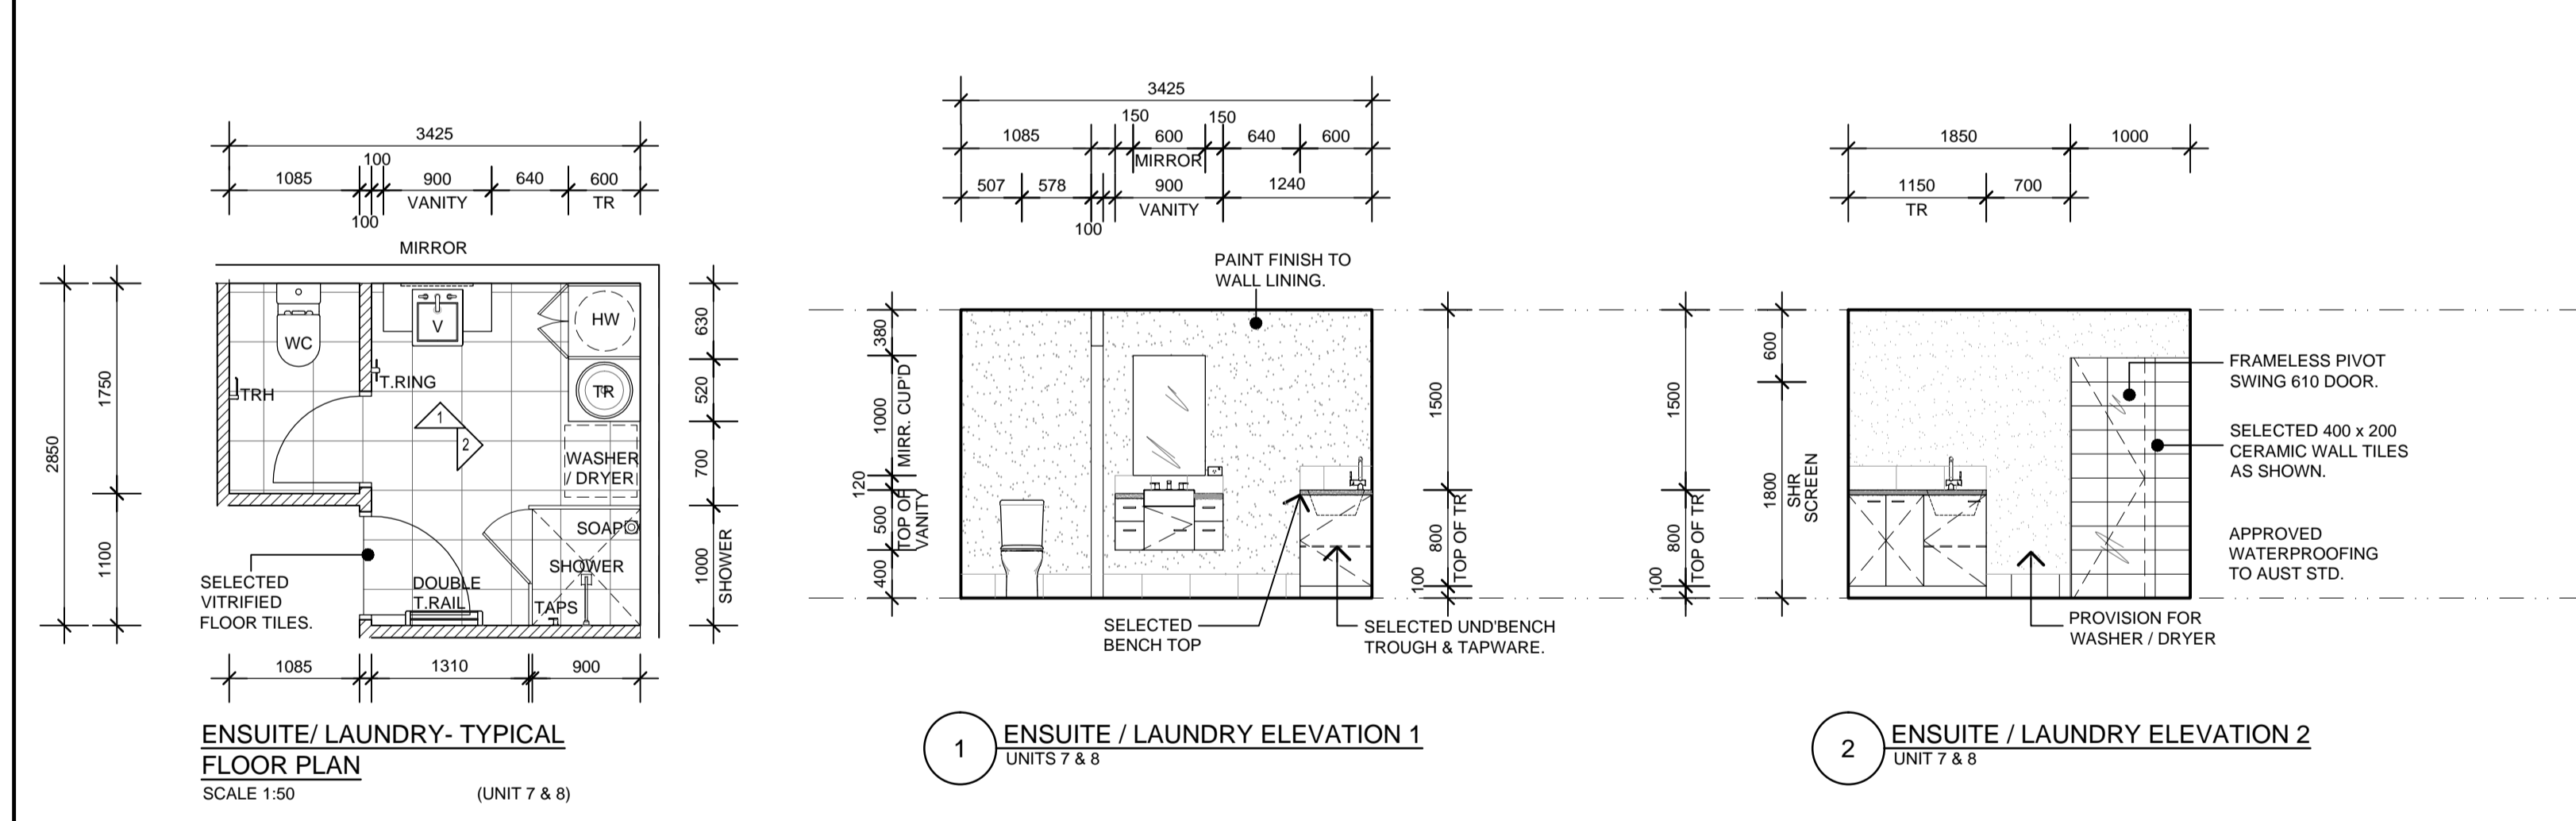 3425
100
1085
900
640
600
VANITY
TR
100
MIRROR
2850
1750
1100
WC
V
HW
TRH
T.RING
TR
1
2
WASHER
/ DRYER
SOAP
SHOWER
DOUBLE
T.RAIL
TAPS
630
520
700
1000
SHOWER
SELECTED
VITRIFIED
FLOOR TILES.
1085
1310
900
ENSUITE/ LAUNDRY- TYPICAL
FLOOR PLAN
SCALE 1:50
(UNIT 7 & 8)
3425
150
150
1085
600
640
600
MIRROR
507
578
900
1240
VANITY
100
PAINT FINISH TO
WALL LINING.
380
1000
MIRR. CUP'D
120
500
TOP OF
VANITY
400
1500
800
TOP OF TR
100
SELECTED
BENCH TOP
SELECTED UND'BENCH
TROUGH & TAPWARE.
1
ENSUITE / LAUNDRY ELEVATION 1
UNITS 7 & 8
1850
1000
1150
700
TR
1500
800
TOP OF TR
100
600
1800
SHR
SCREEN
FRAMELESS PIVOT
SWING 610 DOOR.
SELECTED 400 x 200
CERAMIC WALL TILES
AS SHOWN.
APPROVED
WATERPROOFING
TO AUST STD.
PROVISION FOR
WASHER / DRYER
2
ENSUITE / LAUNDRY ELEVATION 2
UNIT 7 & 8